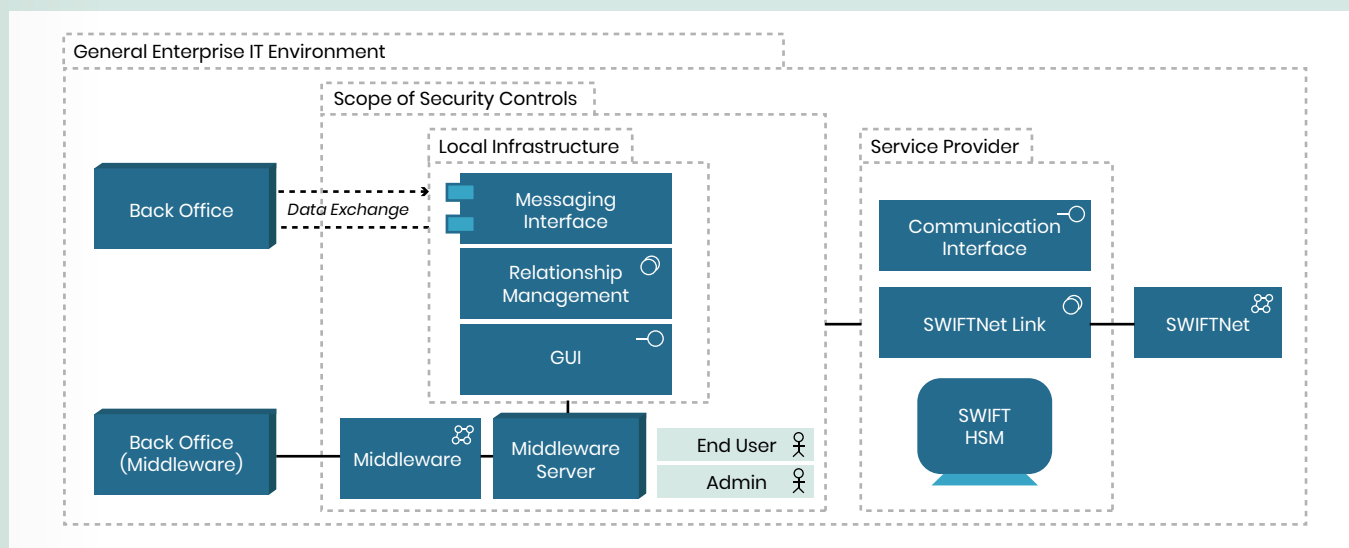 General Enterprise IT Environment
Scope of Security Controls
Local Infrastructure
Service Provider
Back Office
Data Exchange
Messaging
Interface
Relationship
Management
GUI
Communication
Interface
SWIFTNet Link
SWIFTNet
SWIFT
HSM
Back Office
(Middleware)
Middleware
Middleware
Server
End User
Admin